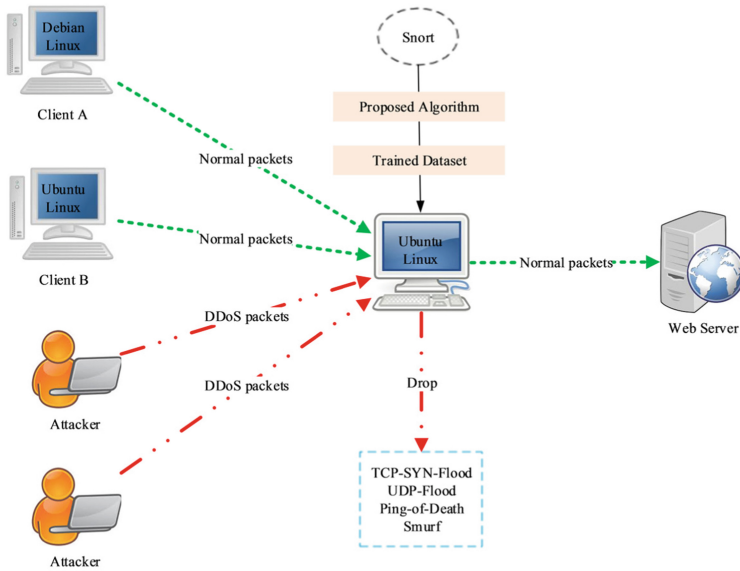 Debian
Linux
Client A
Snort
Proposed Algorithm
Trained Dataset
Normal packets
Ubuntu
Linux
Client B
Normal packets
Ubuntu
Linux
Normal packets
Web Server
DDoS packets
Attacker
DDoS packets
Attacker
Drop
TCP-SYN-Flood
UDP-Flood
Ping-of-Death
Smurf